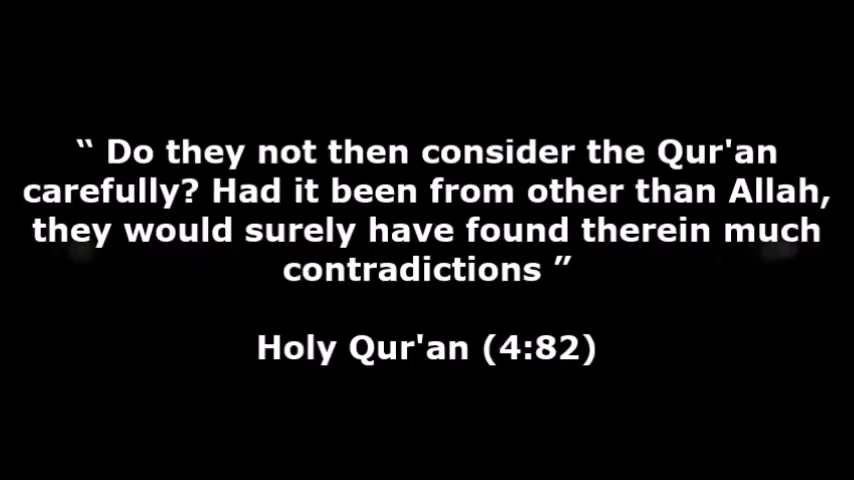 “ Do they not then consider the Qur'an
carefully? Had it been from other than Allah,
they would surely have found therein much
contradictions ”
Holy Qur'an (4:82)